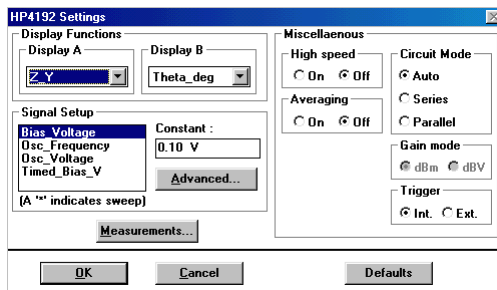 HP4192 Settings
Display Functions
Display A
Z_Y
Display B
Theta_deg
Signal Setup
Bias_Voltage
Osc_Frequency
Osc_Voltage
Timed_Bias_V
(A '*' indicates sweep)
Constant :
0.10 V
Advanced...
Measurements...
Miscellaenous
High speed
On Off
Averaging
On Off
Circuit Mode
Auto
Series
Parallel
Gain mode
dBm dBV
Trigger
Int. Ext.
OK
Cancel
Defaults